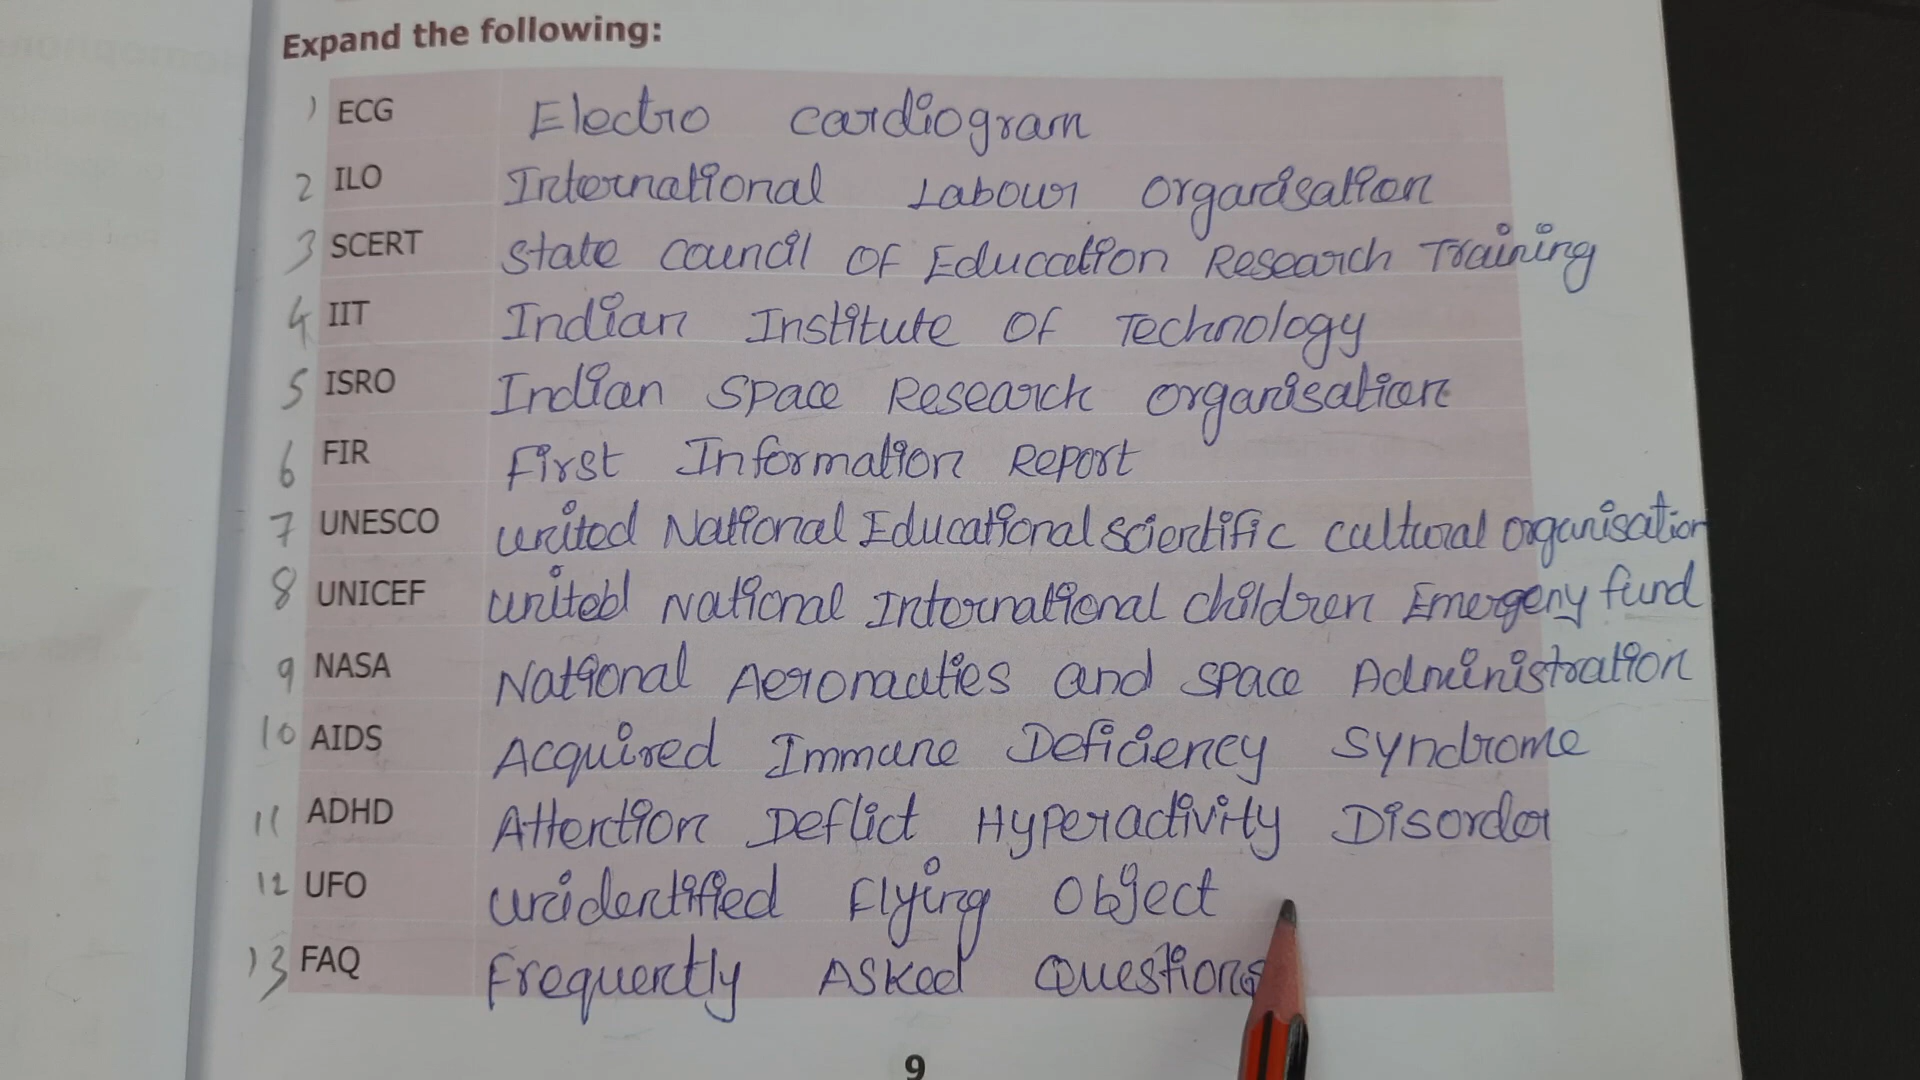 Expand the following:
1) ECG Electro cardiogram
2 ILO International Labour organisation
3 SCERT State council of Education Research Training
4 IIT Indian Institute of Technology
5 ISRO Indian Space Research organisation
6 FIR First Information Report
7 UNESCO united National Educational scientific cultural organisation
8 UNICEF united National International children Emergeny fund
9 NASA National Aeronauties and space Administration
10 AIDS Acquired Immune Deficiency Syndrome
11 ADHD Attention Deflict Hyperactivity Disorder
12 UFO unidentified Flying Object
13 FAQ Frequently Asked Questions
9